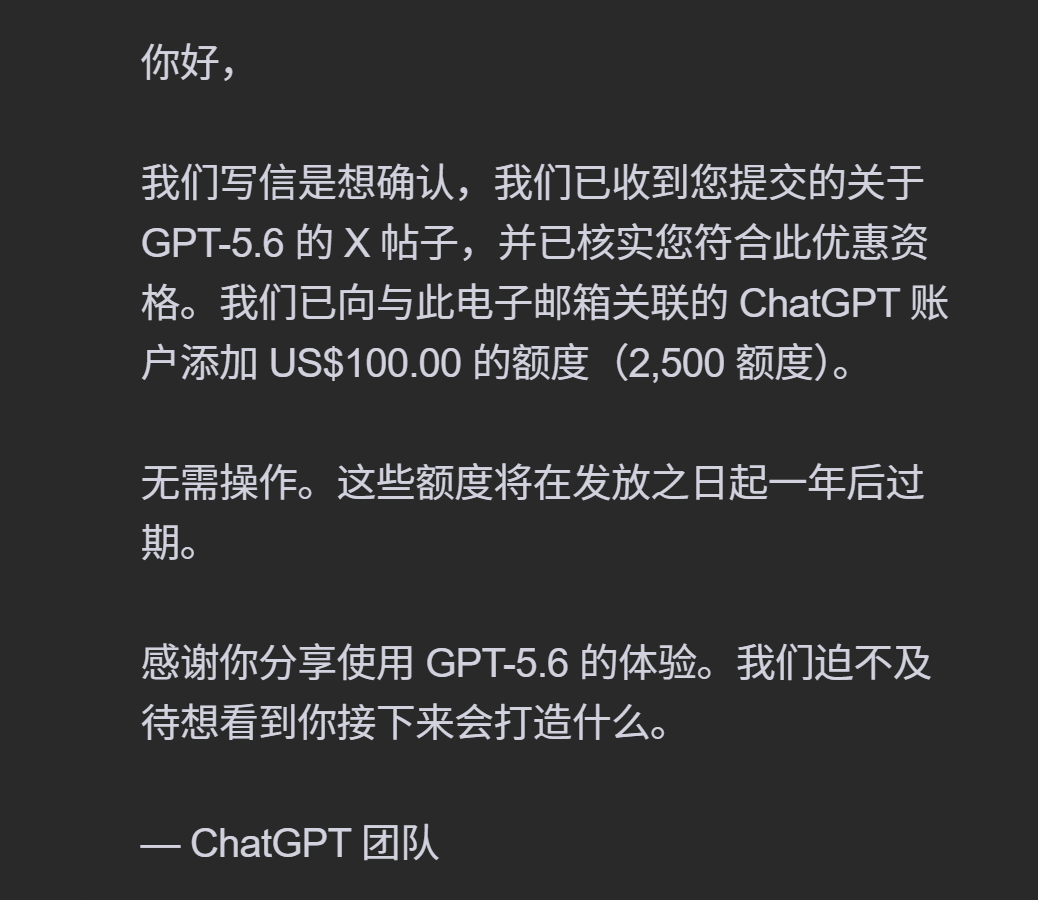 你好，
我们写信是想确认，我们已收到您提交的关于
GPT-5.6 的 X 帖子，并已核实您符合此优惠资
格。我们已向与此电子邮箱关联的 ChatGPT 账
户添加 US$100.00 的额度（2,500 额度）。
无需操作。这些额度将在发放之日起一年后过
期。
感谢你分享使用 GPT-5.6 的体验。我们迫不及
待想看到你接下来会打造什么。
— ChatGPT 团队